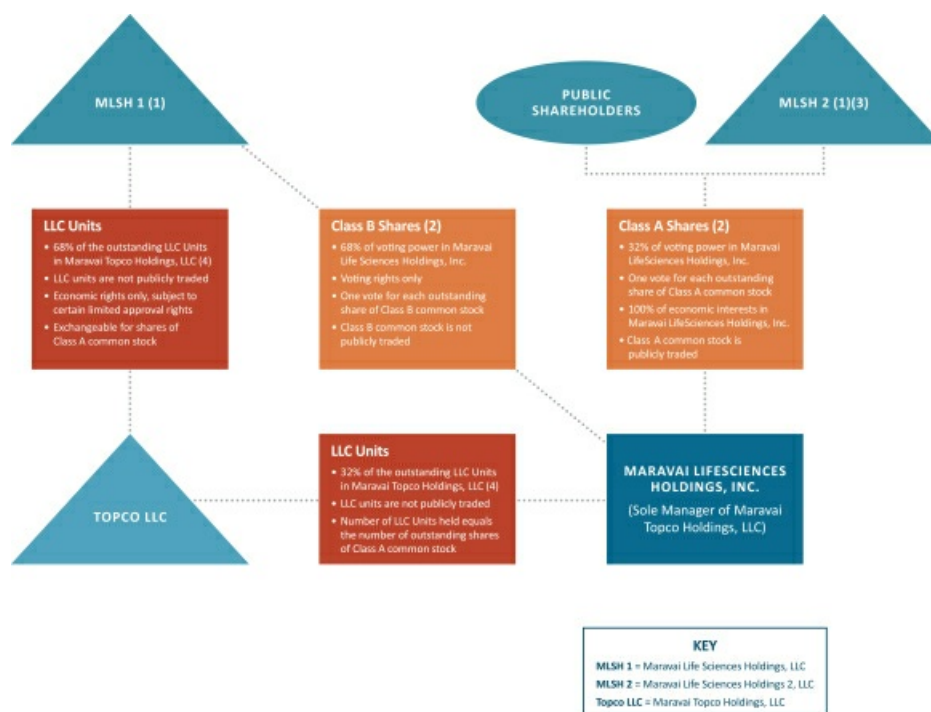 MLSH 1 (1)
PUBLIC
SHAREHOLDERS
MLSH 2 (1)(3)
LLC Units
• 68% of the outstanding LLC Units
in Maravai Topco Holdings, LLC (4)
• LLC units are not publicly traded
• Economic rights only, subject to
certain limited approval rights
• Exchangeable for shares of
Class A common stock
Class B Shares (2)
• 68% of voting power in Maravai
Life Sciences Holdings, Inc.
• Voting rights only
• One vote for each outstanding
share of Class B common stock
• Class B common stock is not
publicly traded
Class A Shares (2)
• 32% of voting power in Maravai
LifeSciences Holdings, Inc.
• One vote for each outstanding
share of Class A common stock
• 100% of economic interests in
Maravai LifeSciences Holdings, Inc.
• Class A common stock is
publicly traded
TOPCO LLC
LLC Units
• 32% of the outstanding LLC Units
in Maravai Topco Holdings, LLC (4)
• LLC units are not publicly traded
• Number of LLC Units held equals
the number of outstanding shares
of Class A common stock
MARAVAI LIFESCIENCES
HOLDINGS, INC.
(Sole Manager of Maravai
Topco Holdings, LLC)
KEY
MLSH 1 = Maravai Life Sciences Holdings, LLC
MLSH 2 = Maravai Life Sciences Holdings 2, LLC
Topco LLC = Maravai Topco Holdings, LLC